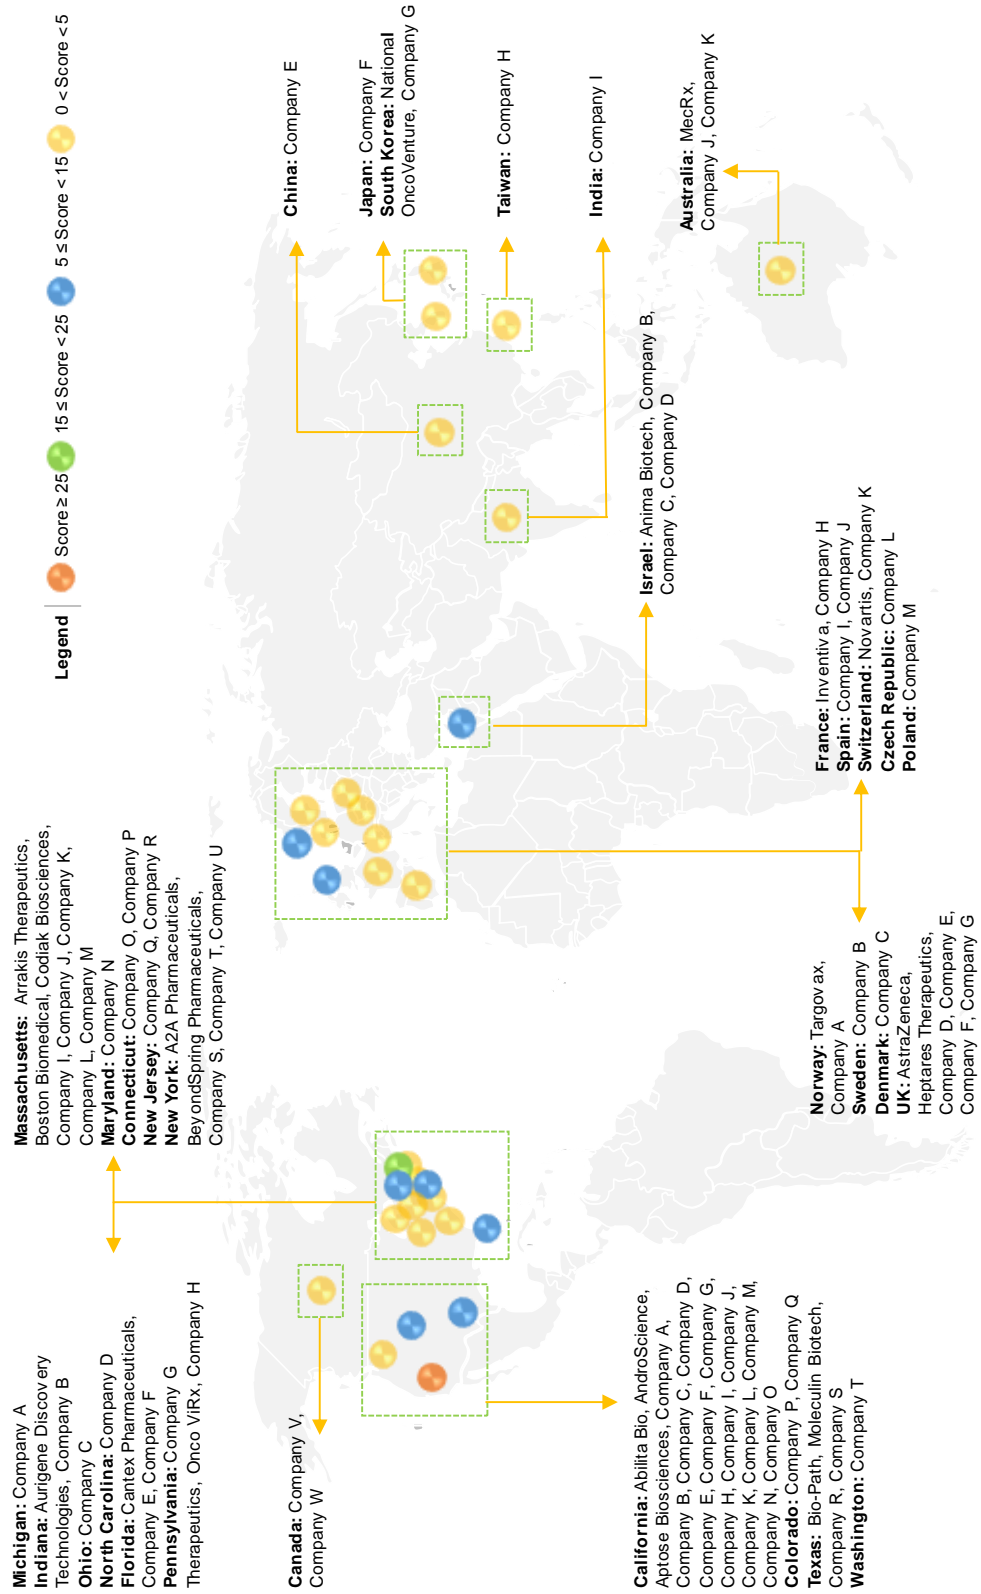 Legend
Score ≥ 25
15 ≤ Score < 25
5 ≤ Score < 15
0 < Score < 5
Michigan: Company A
Indiana: Aurigene Discovery
Technologies, Company B
Ohio: Company C
North Carolina: Company D
Florida: Cantex Pharmaceuticals,
Company E, Company F
Pennsylvania: Company G
Therapeutics, Onco ViRx, Company H
Massachusetts: Arrakis Therapeutics,
Boston Biomedical, Codiak Biosciences,
Company I, Company J, Company K,
Company L, Company M
Maryland: Company N
Connecticut: Company O, Company P
New Jersey: Company Q, Company R
New York: A2A Pharmaceuticals,
BeyondSpring Pharmaceuticals,
Company S, Company T, Company U
China: Company E
Japan: Company F
South Korea: National
OncoVenture, Company G
Taiwan: Company H
India: Company I
Australia: MecRx,
Company J, Company K
Israel: Anima Biotech, Company B,
Company C, Company D
Canada: Company V,
Company W
California: Abilita Bio, AndroScience,
Aptose Biosciences, Company A,
Company B, Company C, Company D,
Company E, Company F, Company G,
Company H, Company I, Company J,
Company K, Company L, Company M,
Company N, Company O
Colorado: Company P, Company Q
Texas: Bio-Path, Moleculin Biotech,
Company R, Company S
Washington: Company T
Norway: Targovax,
Company A
Sweden: Company B
Denmark: Company C
UK: AstraZeneca,
Heptares Therapeutics,
Company D, Company E,
Company F, Company G
France: Inventiva, Company H
Spain: Company I, Company J
Switzerland: Novartis, Company K
Czech Republic: Company L
Poland: Company M